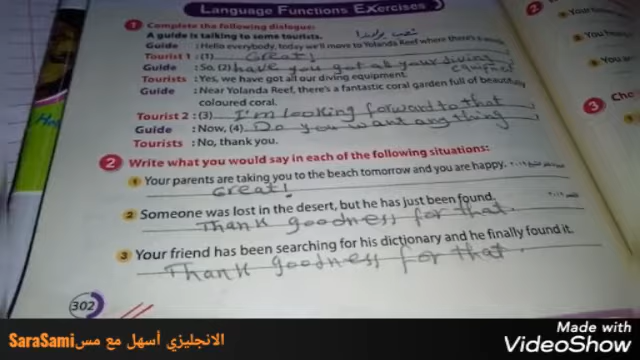 Language Functions Exercises
1 Complete the following dialogue:
A guide is talking to some tourists.
Guide : Hello everybody, today we'll move to Yolanda Reef where there's
Tourist 1 : (1) Great!
Guide : So, (2) have you got all your diving
Tourists : Yes, we have got all our diving equipment.
Guide : Near Yolanda Reef, there's a fantastic coral garden full of beautifully
coloured coral.
Tourist 2 : (3) I'm looking forward to that
Guide : Now, (4) Do you want anything
Tourists : No, thank you.
2 Write what you would say in each of the following situations:
1 Your parents are taking you to the beach tomorrow and you are happy.
Great!
2 Someone was lost in the desert, but he has just been found.
Thank goodness for that.
3 Your friend has been searching for his dictionary and he finally found it.
Thank goodness for that.
302
2
Your
You
You a
3
الانجليزي أسهل مع مسSaraSami
Made with
VideoShow